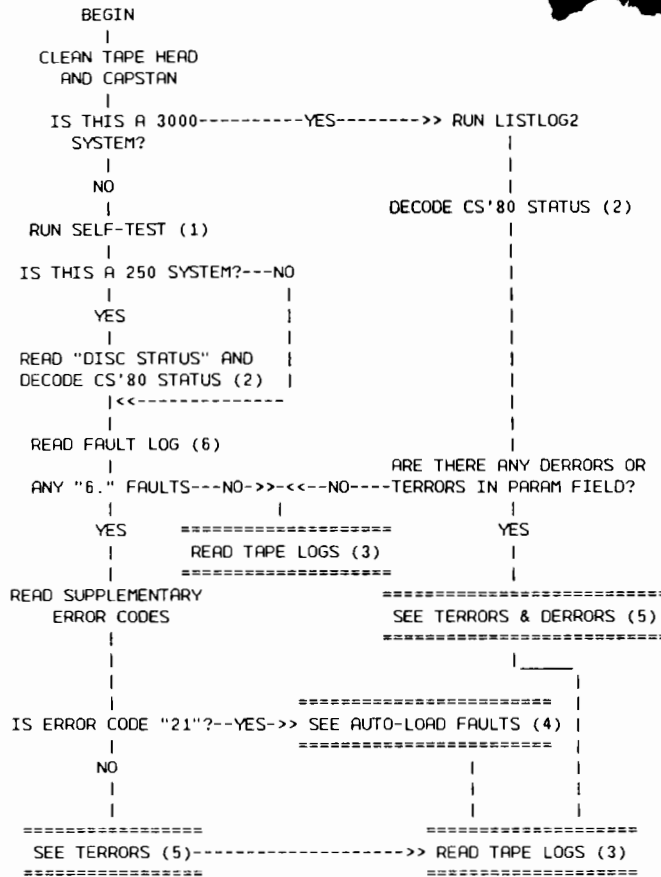 BEGIN
CLEAN TAPE HEAD
AND CAPSTAN
IS THIS A 3000----------YES-------->> RUN LISTLOG2
SYSTEM?
NO
DECODE CS'80 STATUS (2)
RUN SELF-TEST (1)
IS THIS A 250 SYSTEM?---NO
YES
READ "DISC STATUS" AND
DECODE CS'80 STATUS (2)
|<<---------------
READ FAULT LOG (6)
ARE THERE ANY DERRORS OR
ANY "6." FAULTS---NO->>-<<--NO----TERRORS IN PARAM FIELD?
YES
YES
READ TAPE LOGS (3)
READ SUPPLEMENTARY
ERROR CODES
SEE TERRORS & DERRORS (5)
IS ERROR CODE "21"?--YES->> SEE AUTO-LOAD FAULTS (4)
NO
SEE TERRORS (5)------------------->> READ TAPE LOGS (3)